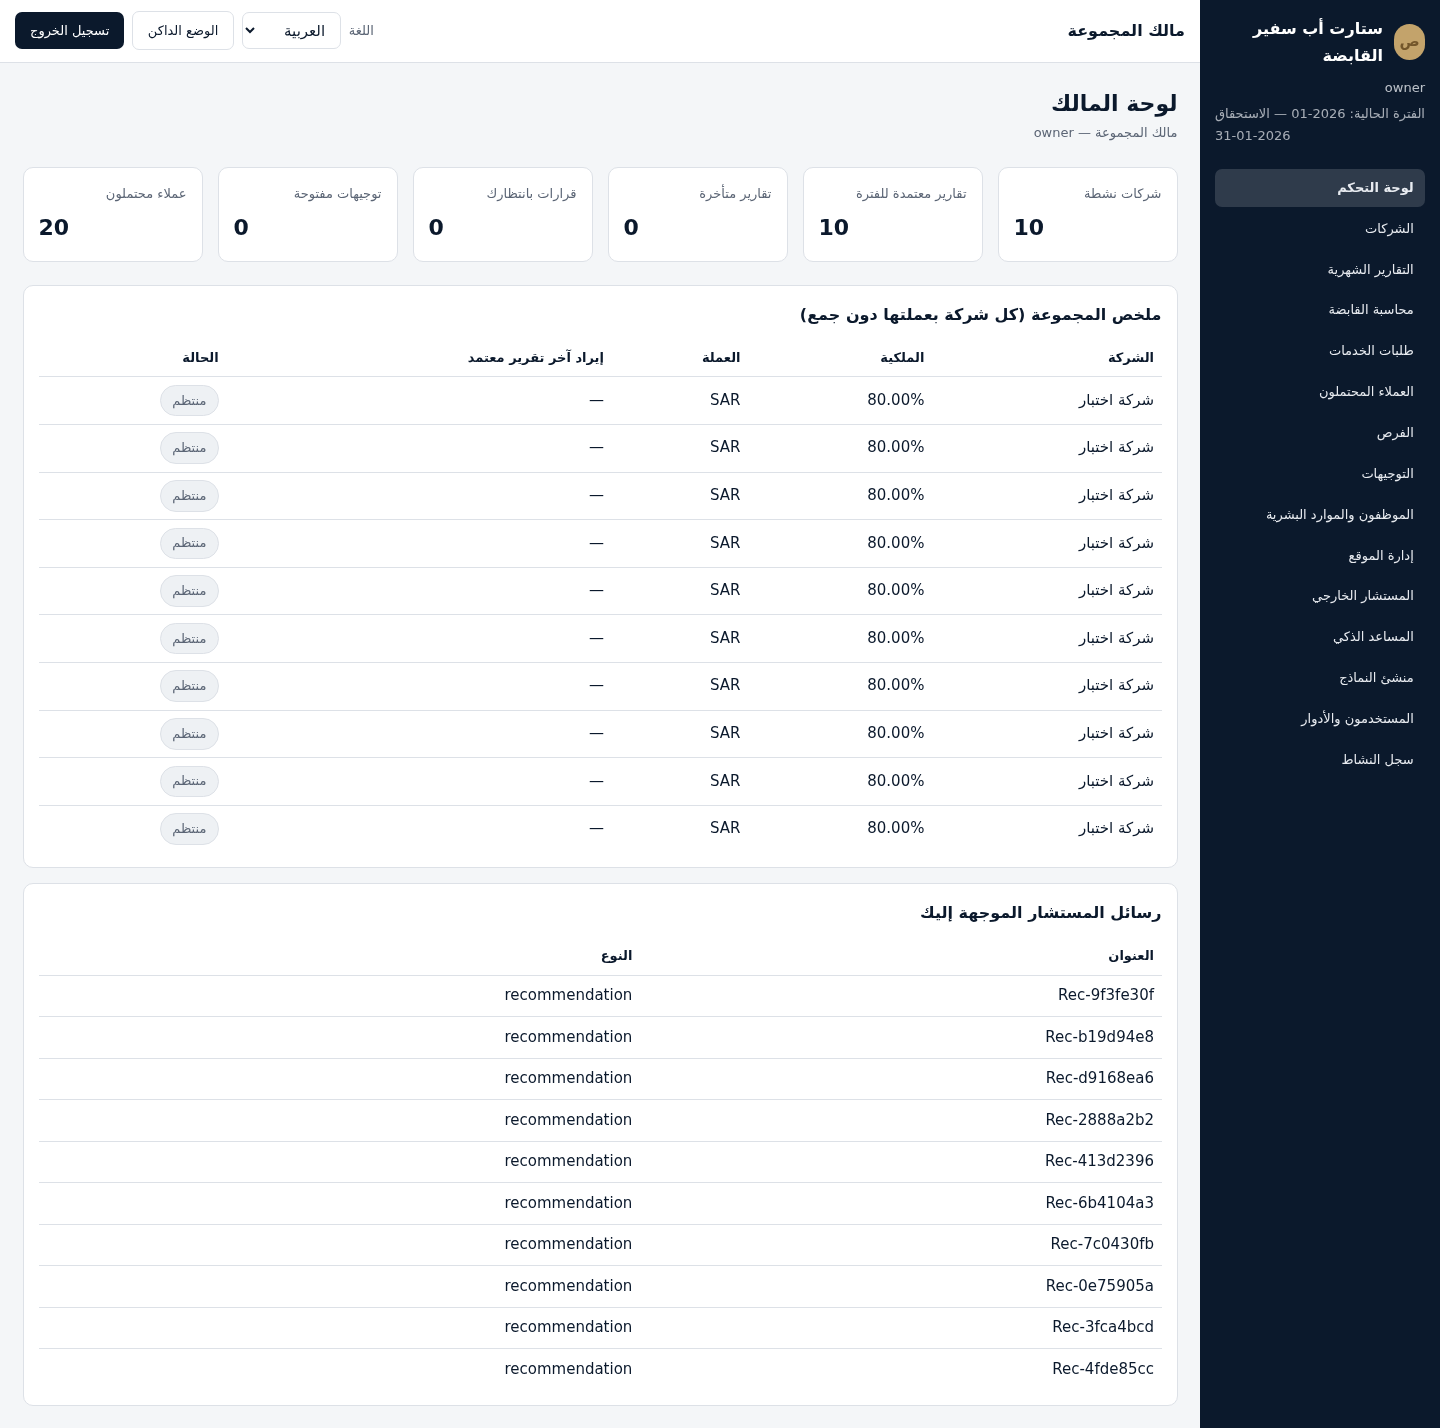 ص
ستارت أب سفير
القابضة
owner
الفترة الحالية: 2026-01 — الاستحقاق
31-01-2026
لوحة التحكم
الشركات
التقارير الشهرية
محاسبة القابضة
طلبات الخدمات
العملاء المحتملون
الفرص
التوجيهات
الموظفون والموارد البشرية
إدارة الموقع
المستشار الخارجي
المساعد الذكي
منشئ النماذج
المستخدمون والأدوار
سجل النشاط
مالك المجموعة اللغة العربية الوضع الداكن تسجيل الخروج
لوحة المالك
مالك المجموعة — owner
شركات نشطة تقارير معتمدة للفترة تقارير متأخرة قرارات بانتظارك توجيهات مفتوحة عملاء محتملون
10 10 0 0 0 20
ملخص المجموعة (كل شركة بعملتها دون جمع)
الشركة الملكية العملة إيراد آخر تقرير معتمد الحالة
شركة اختبار 80.00% SAR — منتظم
شركة اختبار 80.00% SAR — منتظم
شركة اختبار 80.00% SAR — منتظم
شركة اختبار 80.00% SAR — منتظم
شركة اختبار 80.00% SAR — منتظم
شركة اختبار 80.00% SAR — منتظم
شركة اختبار 80.00% SAR — منتظم
شركة اختبار 80.00% SAR — منتظم
شركة اختبار 80.00% SAR — منتظم
شركة اختبار 80.00% SAR — منتظم
رسائل المستشار الموجهة إليك
العنوان النوع
Rec-9f3fe30f recommendation
Rec-b19d94e8 recommendation
Rec-d9168ea6 recommendation
Rec-2888a2b2 recommendation
Rec-413d2396 recommendation
Rec-6b4104a3 recommendation
Rec-7c0430fb recommendation
Rec-0e75905a recommendation
Rec-3fca4bcd recommendation
Rec-4fde85cc recommendation